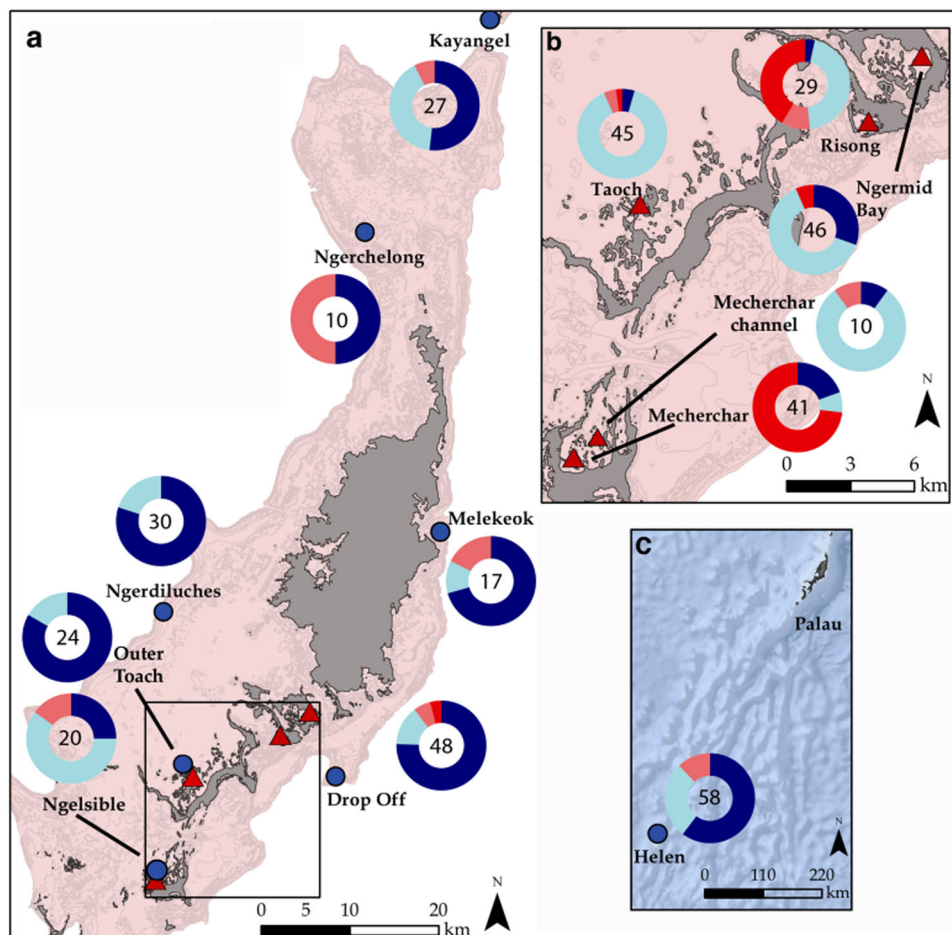 a
Kayangel
27
Ngerchelong
10
30
Ngerdiluches
Melekeok
17
24
Outer
Toach
20
Ngelsible
48
Drop Off
0 5 10 20
km
N
b
29
45
Risong
Taoch
Ngermid
Bay
46
Mecherchar
channel
10
Mecherchar
41
N
0 3 6
km
c
Palau
58
Helen
N
0 110 220
km